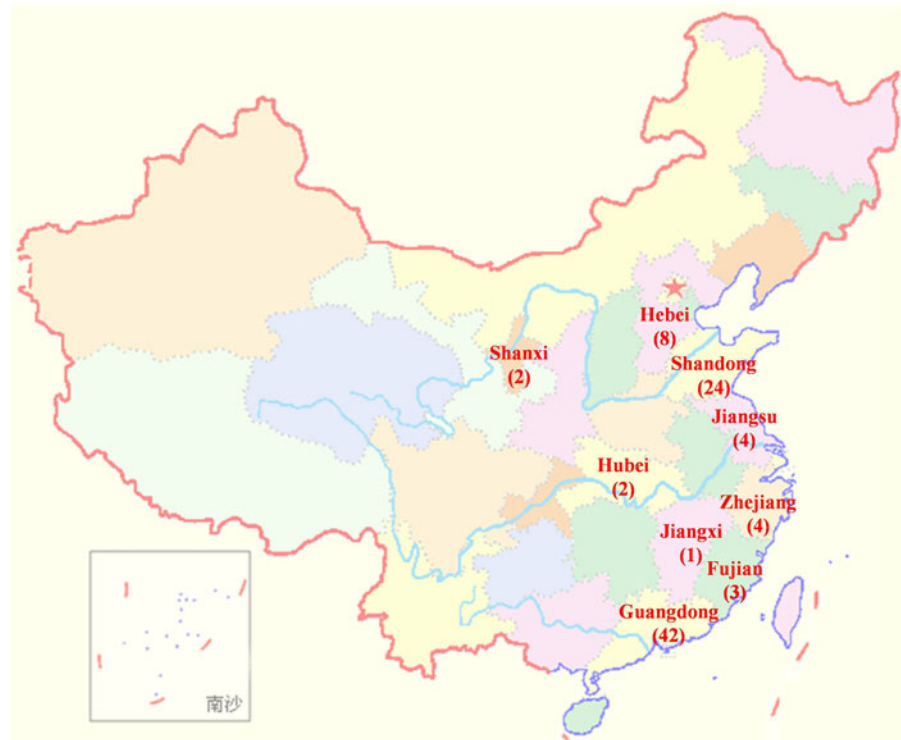 Hebei
(8)
Shanxi
(2)
Shandong
(24)
Jiangsu
(4)
Hubei
(2)
Zhejiang
(4)
Jiangxi
(1)
Fujian
(3)
Guangdong
(42)
南沙